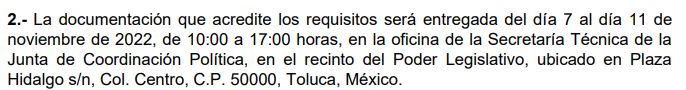 2.- La documentación que acredite los requisitos será entregada del día 7 al día 11 de
noviembre de 2022, de 10:00 a 17:00 horas, en la oficina de la Secretaría Técnica de la
Junta de Coordinación Política, en el recinto del Poder Legislativo, ubicado en Plaza
Hidalgo s/n, Col. Centro, C.P. 50000, Toluca, México.